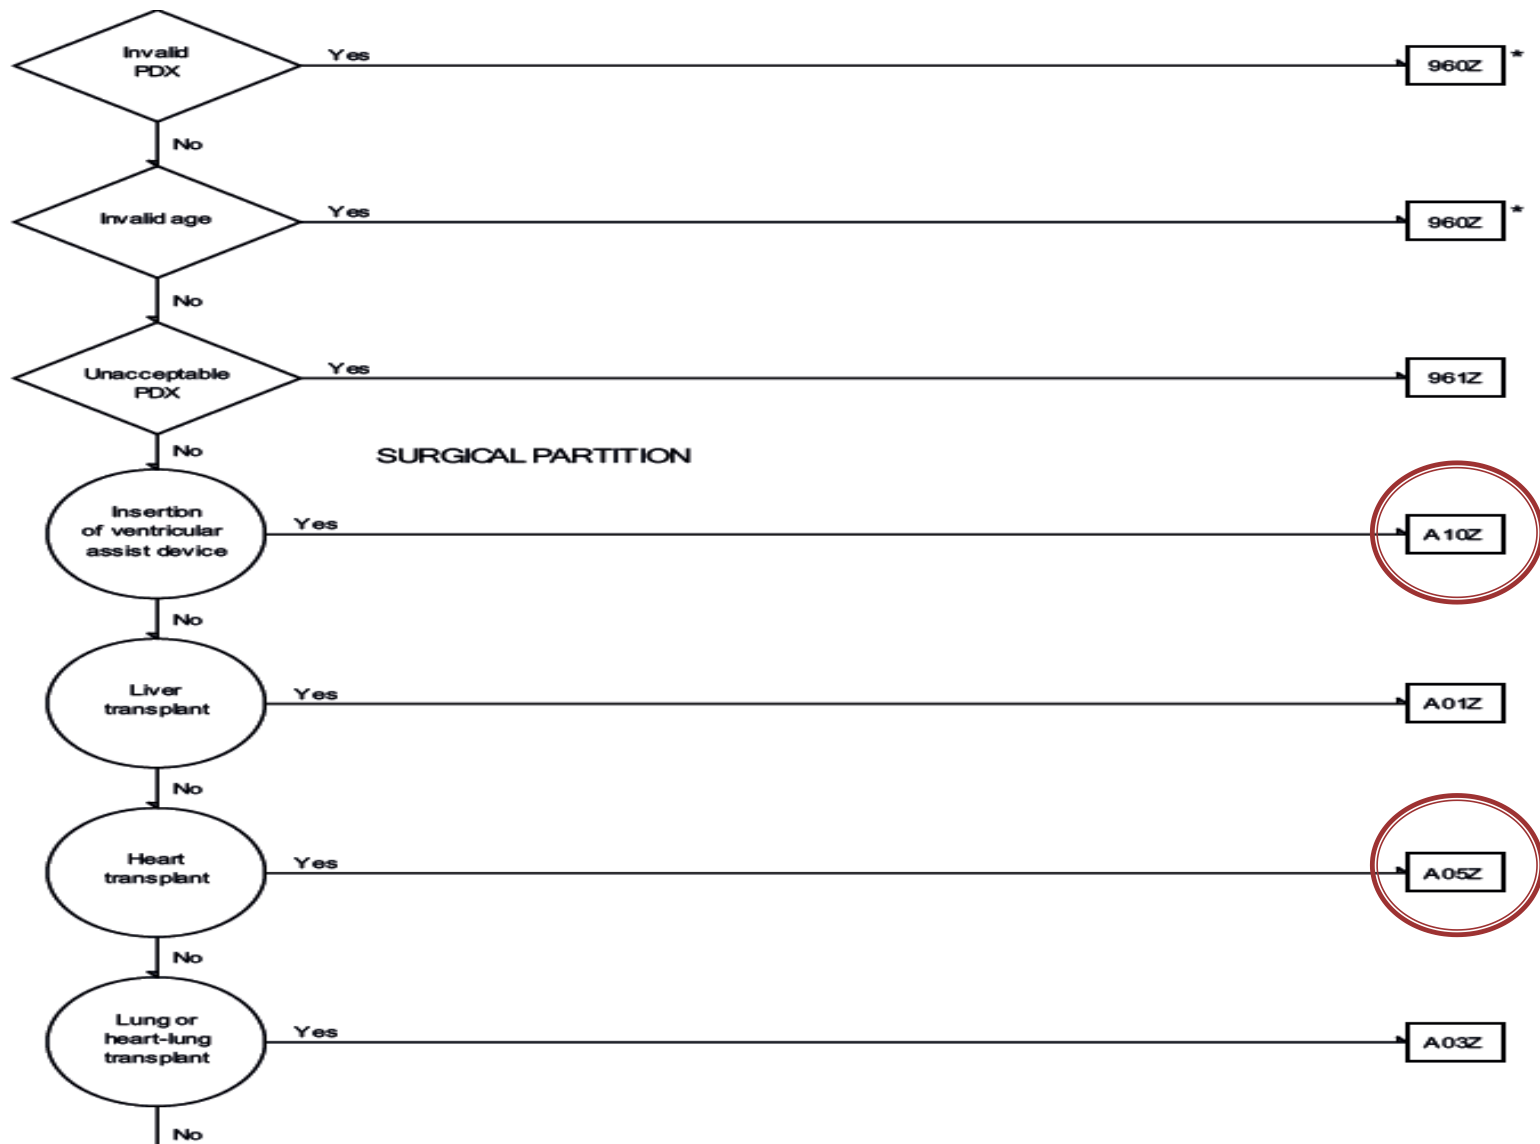 Invalid
PDX
Yes
960Z *
No
Invalid age
Yes
960Z *
No
Unacceptable
PDX
Yes
961Z
No
SURGICAL PARTITION
Insertion
of ventricular
assist device
Yes
A10Z
No
Liver
transplant
Yes
A01Z
No
Heart
transplant
Yes
A05Z
No
Lung or
heart-lung
transplant
Yes
A03Z
No